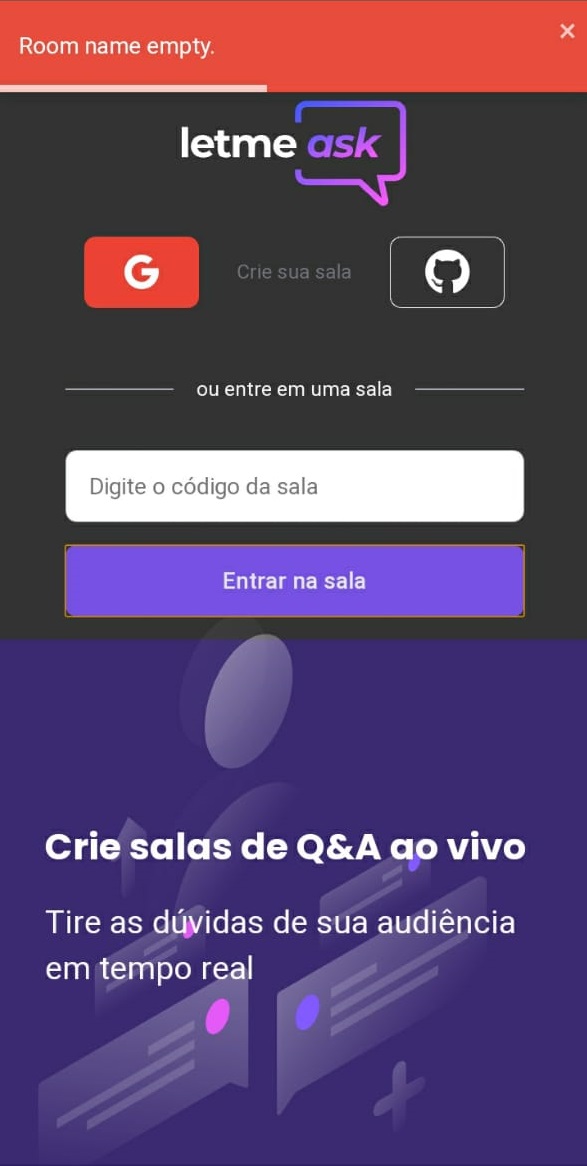 Room name empty.
letme ask
Crie sua sala
ou entre em uma sala
Digite o código da sala
Entrar na sala
Crie salas de Q&A ao vivo
Tire as dúvidas de sua audiência
em tempo real